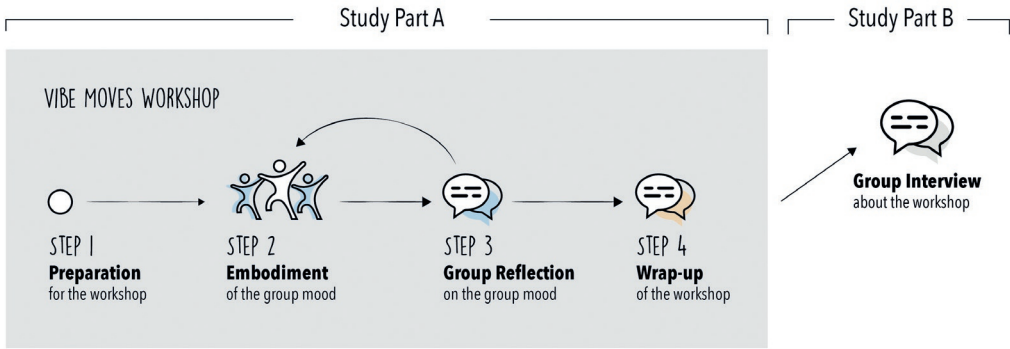 Study Part A
Study Part B
VIBE MOVES WORKSHOP
STEP 1
Preparation
for the workshop
STEP 2
Embodiment
of the group mood
STEP 3
Group Reflection
on the group mood
STEP 4
Wrap-up
of the workshop
Group Interview
about the workshop